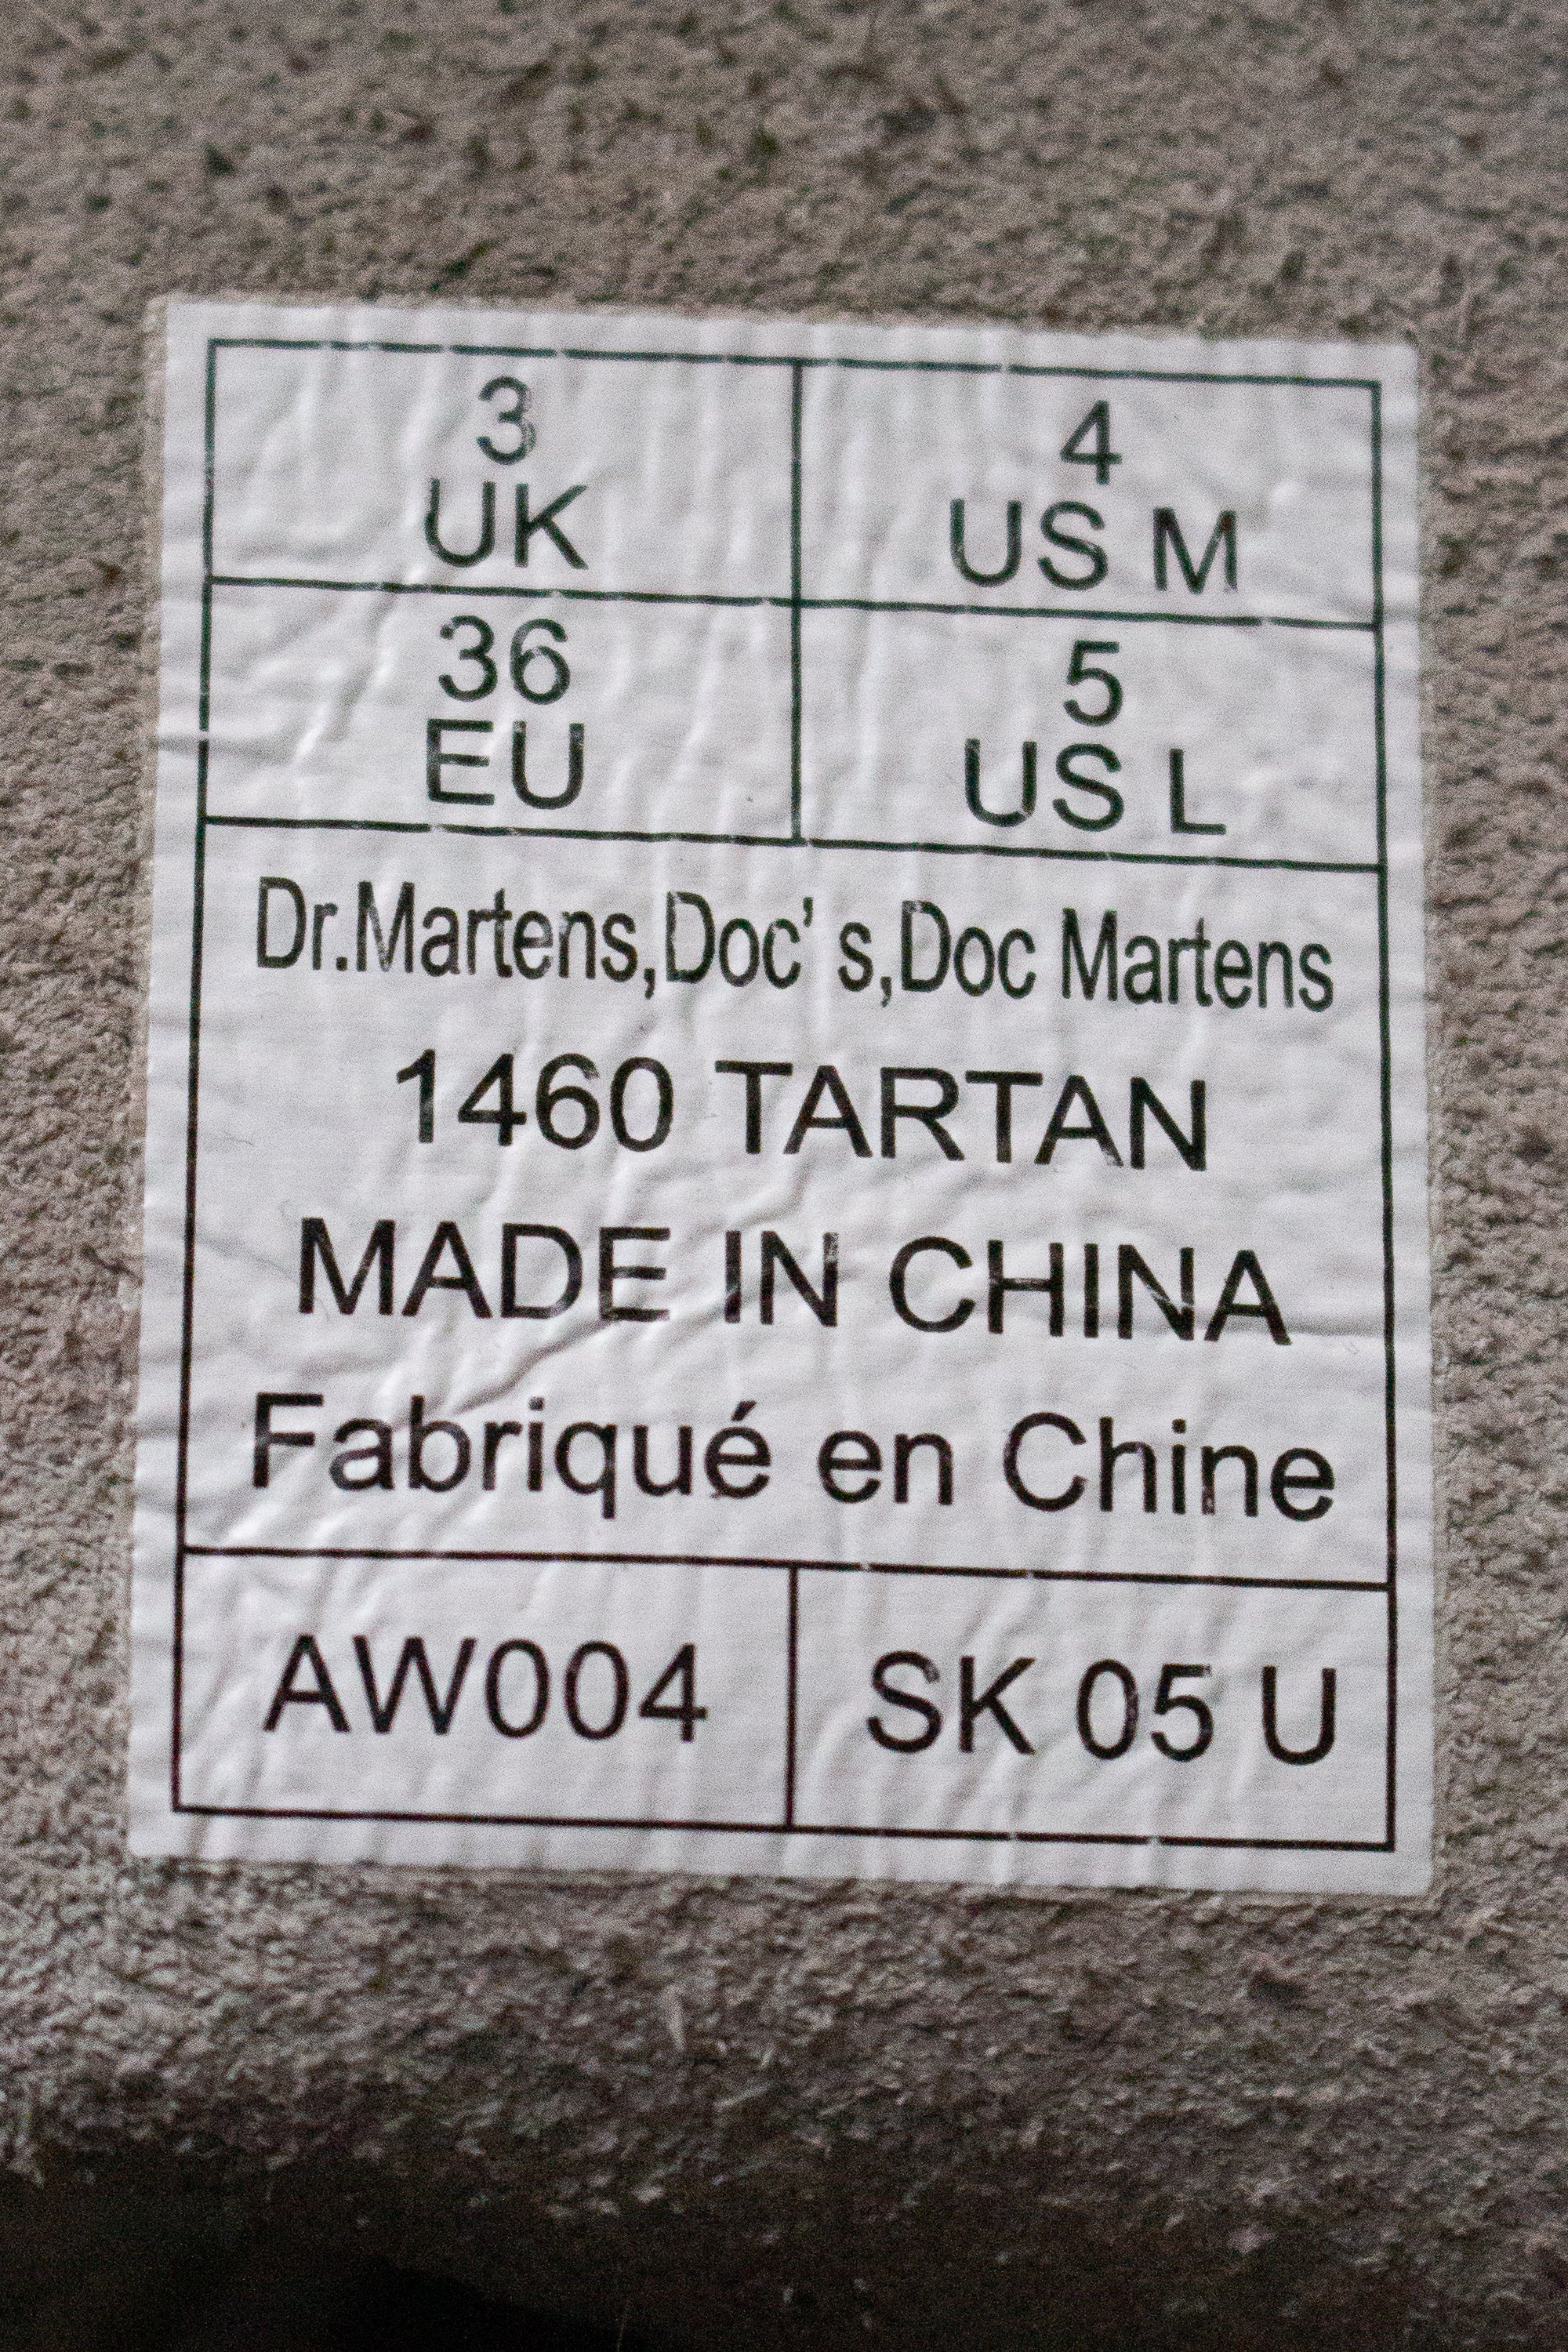 3
UK
4
US M
36
EU
5
US L
Dr.Martens,Doc's,Doc Martens
1460 TARTAN
MADE IN CHINA
Fabriqué en Chine
AW004
SK 05 U